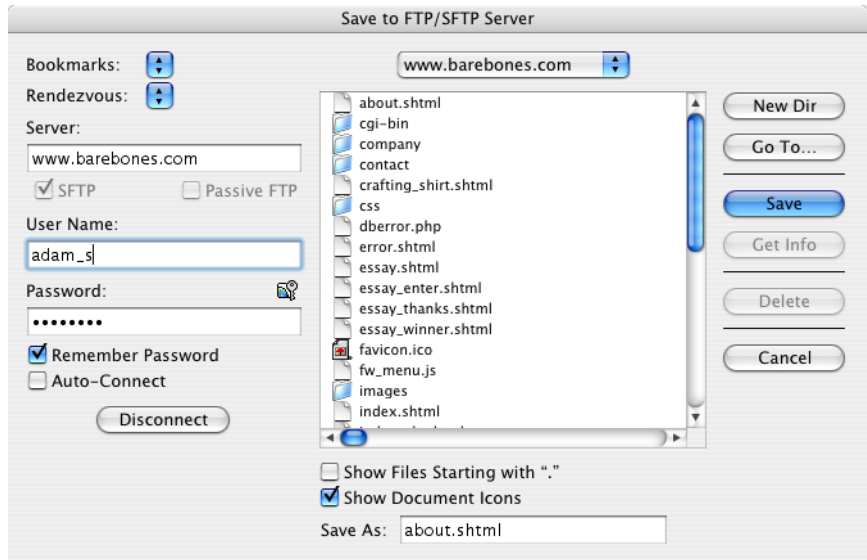 Save to FTP/SFTP Server
Bookmarks:
Rendezvous:
Server:
www.barebones.com
SFTP
Passive FTP
User Name:
adam_s
Password:
••••••••
Remember Password
Auto-Connect
Disconnect
www.barebones.com
about.shtml
cgi-bin
company
contact
crafting_shirt.shtml
css
dberror.php
error.shtml
essay.shtml
essay_enter.shtml
essay_thanks.shtml
essay_winner.shtml
favicon.ico
fw_menu.js
images
index.shtml
Show Files Starting with “.”
Show Document Icons
Save As:
about.shtml
New Dir
Go To...
Save
Get Info
Delete
Cancel